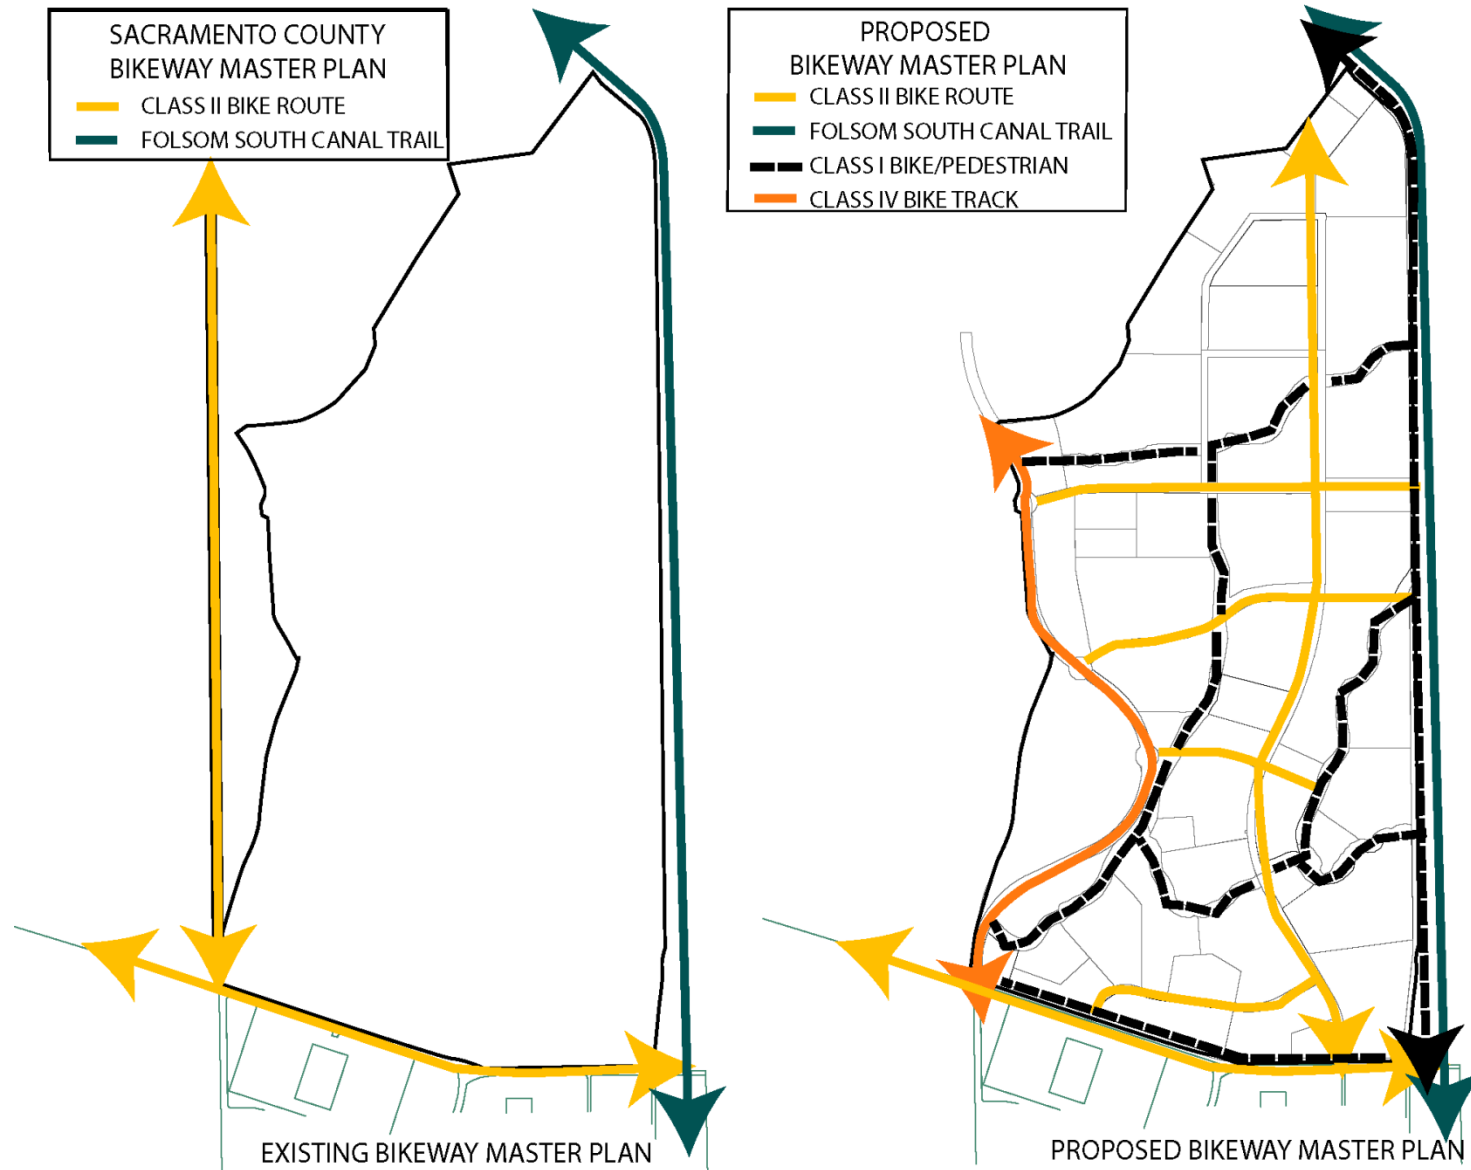 SACRAMENTO COUNTY
BIKEWAY MASTER PLAN
CLASS II BIKE ROUTE
FOLSOM SOUTH CANAL TRAIL
EXISTING BIKEWAY MASTER PLAN
PROPOSED
BIKEWAY MASTER PLAN
CLASS II BIKE ROUTE
FOLSOM SOUTH CANAL TRAIL
CLASS I BIKE/PEDESTRIAN
CLASS IV BIKE TRACK
PROPOSED BIKEWAY MASTER PLAN